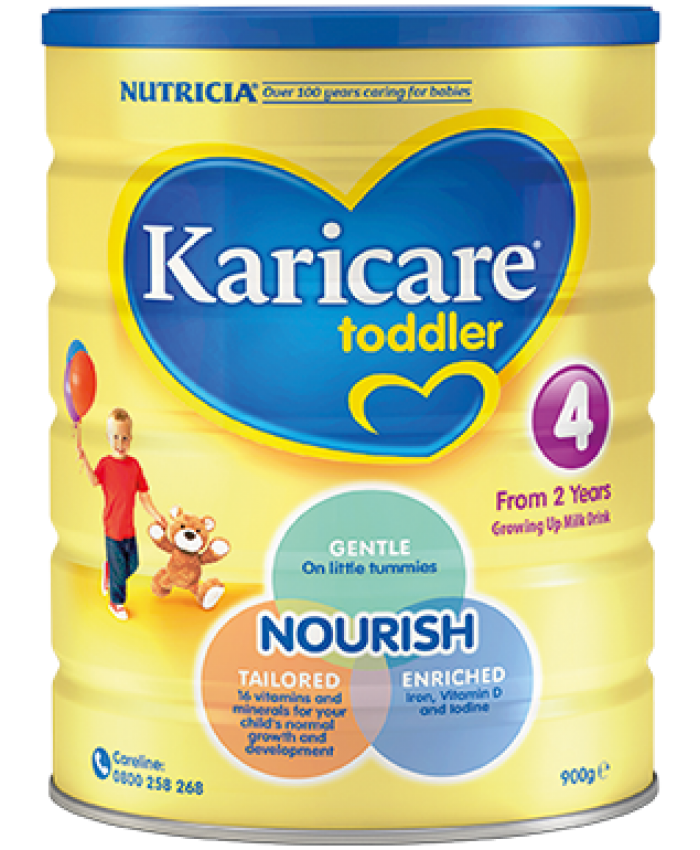 NUTRICIA® Over 100 years caring for babies
Karicare®
toddler
4
From 2 Years
Growing Up Milk Drink
GENTLE
On little tummies
NOURISH
TAILORED
16 vitamins and
minerals for your
child's normal
growth and
development
ENRICHED
Iron, Vitamin D
and Iodine
Careline:
0800 258 268
900g ℮